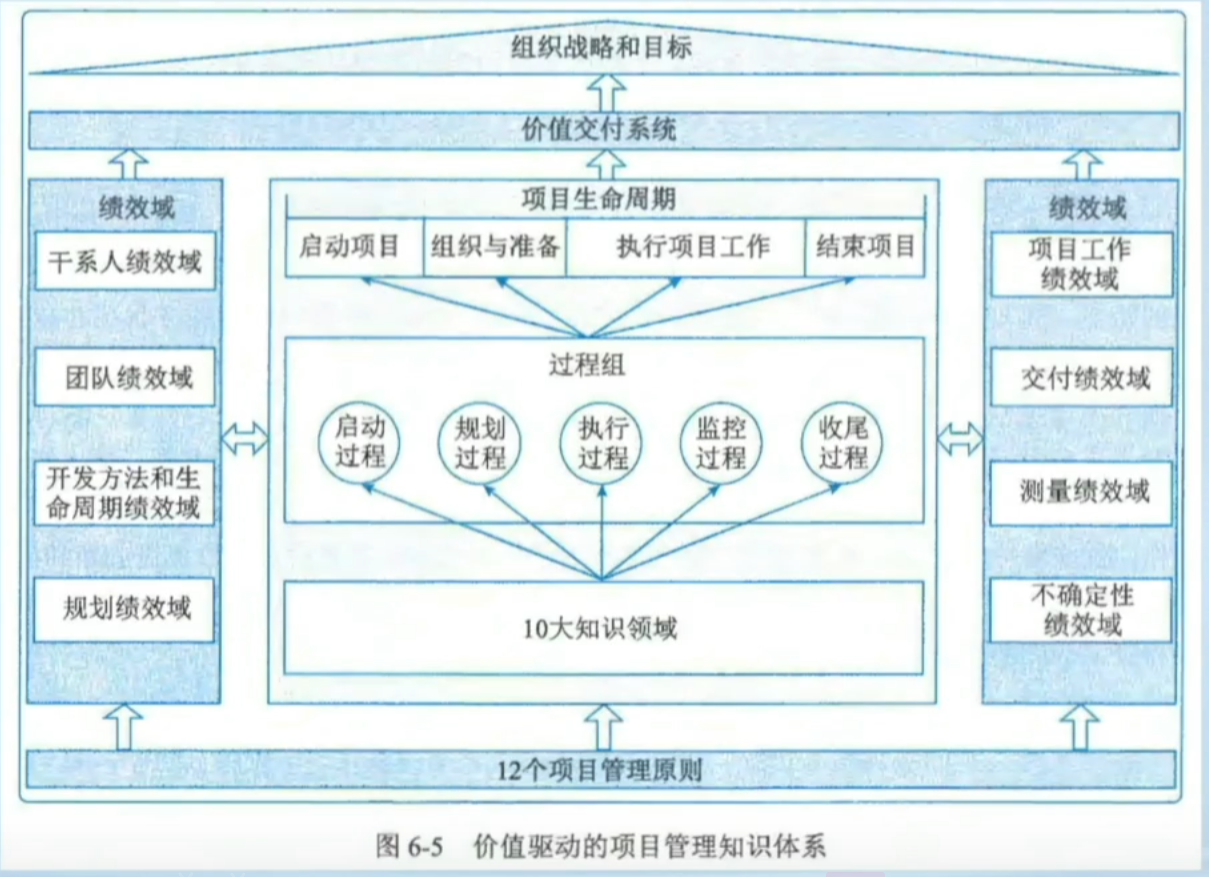 组织战略和目标
价值交付系统
绩效域
干系人绩效域
团队绩效域
开发方法和生
命周期绩效域
规划绩效域
项目生命周期
启动项目
组织与准备
执行项目工作
结束项目
过程组
启动
过程
规划
过程
执行
过程
监控
过程
收尾
过程
10大知识领域
绩效域
项目工作
绩效域
交付绩效域
测量绩效域
不确定性
绩效域
12个项目管理原则
图 6-5 价值驱动的项目管理知识体系